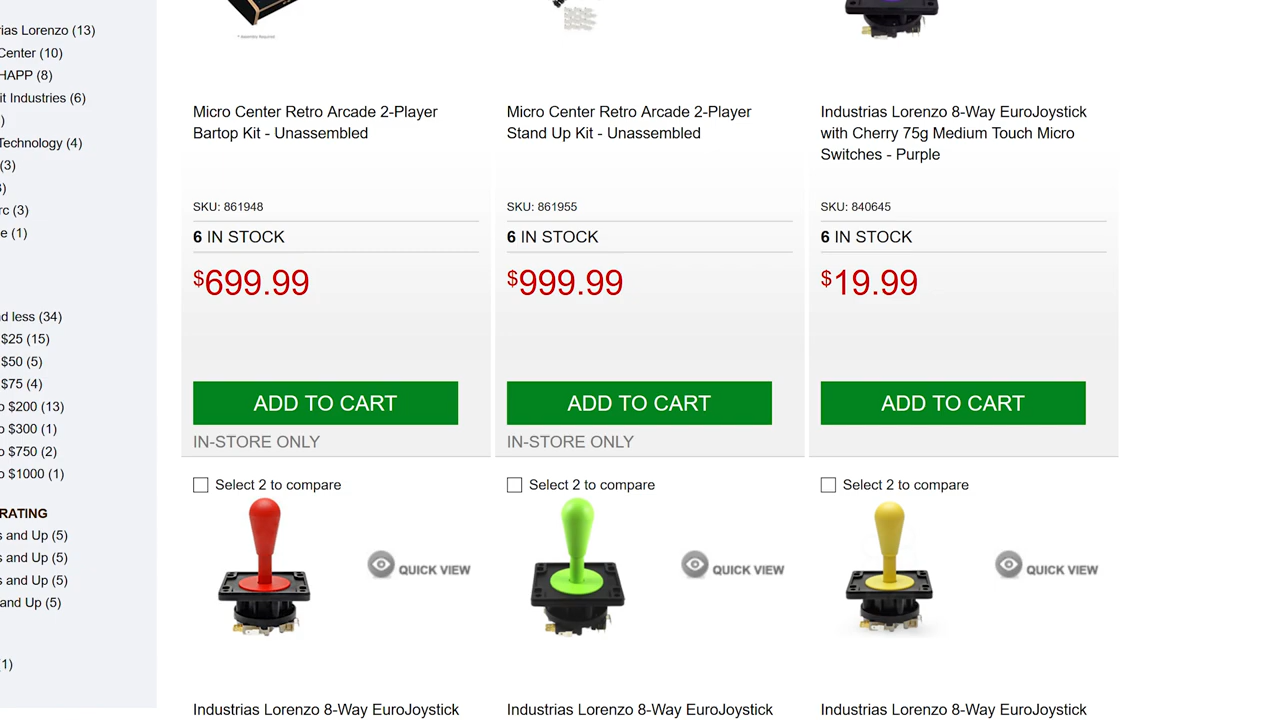 rias Lorenzo (13)
Center (10)
HAPP (8)
it Industries (6)
)
Technology (4)
(3)
)
rc (3)
e (1)
d less (34)
$25 (15)
$50 (5)
$75 (4)
o $200 (13)
o $300 (1)
o $750 (2)
o $1000 (1)
RATING
s and Up (5)
s and Up (5)
s and Up (5)
and Up (5)
(1)
* Assembly Required
Micro Center Retro Arcade 2-Player
Bartop Kit - Unassembled
SKU: 861948
6 IN STOCK
$699.99
ADD TO CART
IN-STORE ONLY
Micro Center Retro Arcade 2-Player
Stand Up Kit - Unassembled
SKU: 861955
6 IN STOCK
$999.99
ADD TO CART
IN-STORE ONLY
Industrias Lorenzo 8-Way EuroJoystick
with Cherry 75g Medium Touch Micro
Switches - Purple
SKU: 840645
6 IN STOCK
$19.99
ADD TO CART
Select 2 to compare
QUICK VIEW
Industrias Lorenzo 8-Way EuroJoystick
Select 2 to compare
QUICK VIEW
Industrias Lorenzo 8-Way EuroJoystick
Select 2 to compare
QUICK VIEW
Industrias Lorenzo 8-Way EuroJoystick